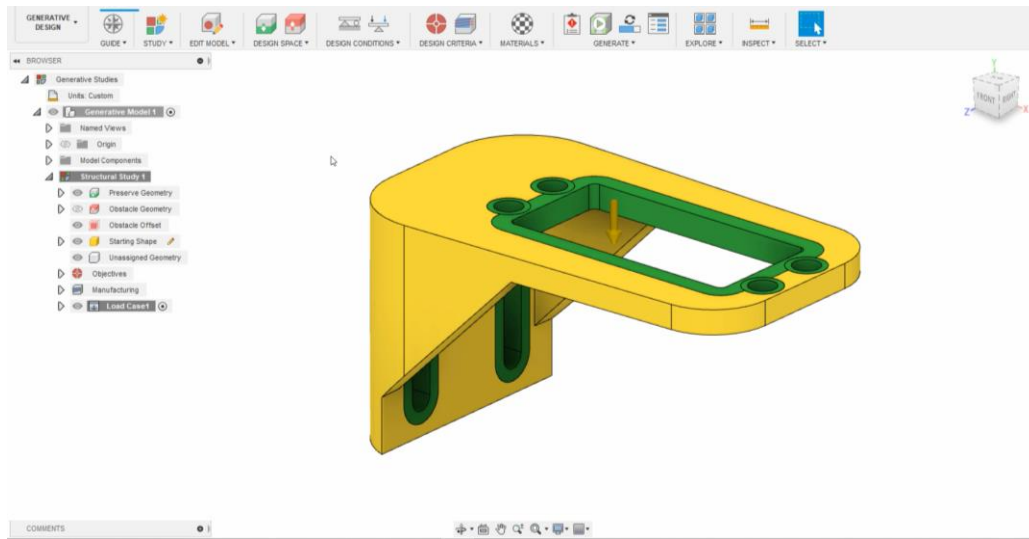 GENERATIVE DESIGN
GUIDE STUDY EDIT MODEL DESIGN SPACE DESIGN CONDITIONS DESIGN CRITERIA MATERIALS GENERATE EXPLORE INSPECT SELECT
BROWSER
Generative Studies
Units: Custom
Generative Model 1
Named Views
Origin
Model Components
Structural Study 1
Preserve Geometry
Obstacle Geometry
Obstacle Offset
Starting Shape
Unassigned Geometry
Objectives
Manufacturing
Load Case1
Y
FRONT RIGHT
Z X
COMMENTS